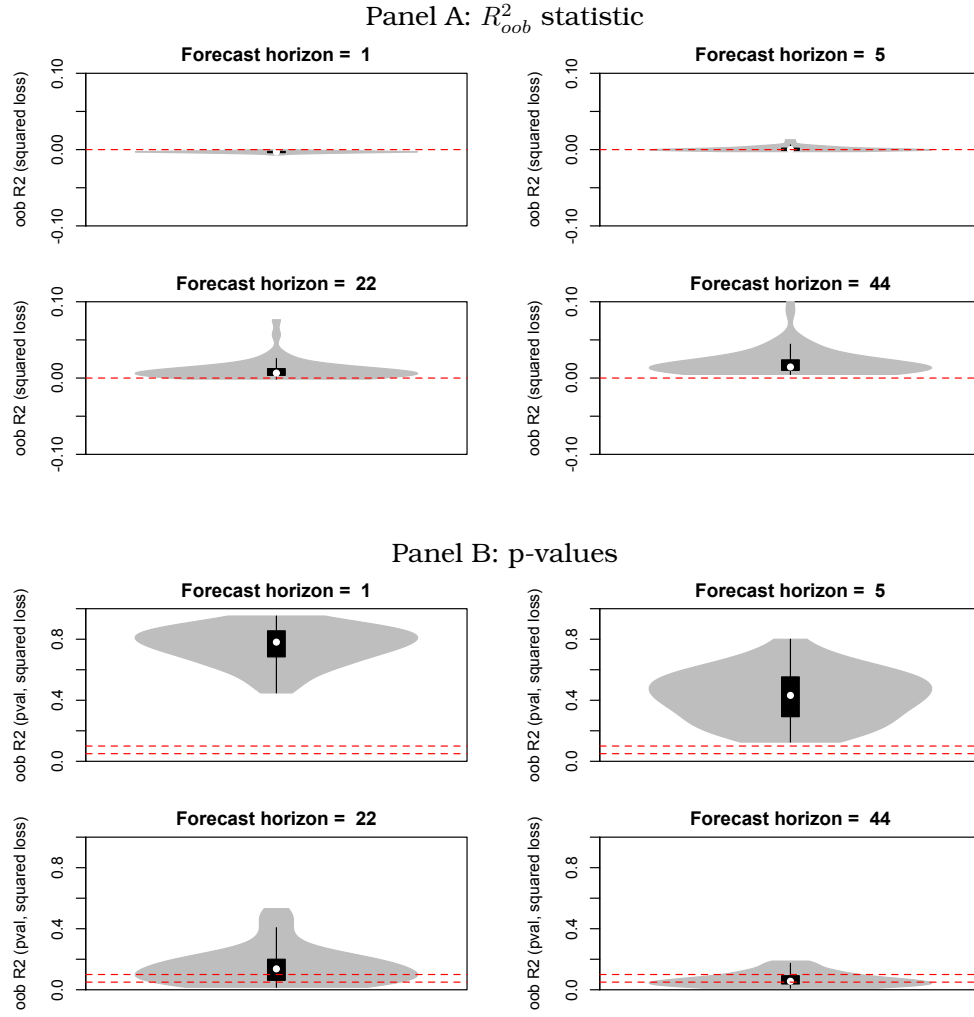 Panel A: R²oob statistic
Forecast horizon = 1
Forecast horizon = 5
oob R2 (squared loss)
-0.10 0.00 0.10
oob R2 (squared loss)
-0.10 0.00 0.10
Forecast horizon = 22
Forecast horizon = 44
oob R2 (squared loss)
-0.10 0.00 0.10
oob R2 (squared loss)
-0.10 0.00 0.10
Panel B: p-values
Forecast horizon = 1
Forecast horizon = 5
oob R2 (pval, squared loss)
0.0 0.4 0.8
oob R2 (pval, squared loss)
0.0 0.4 0.8
Forecast horizon = 22
Forecast horizon = 44
oob R2 (pval, squared loss)
0.0 0.4 0.8
oob R2 (pval, squared loss)
0.0 0.4 0.8